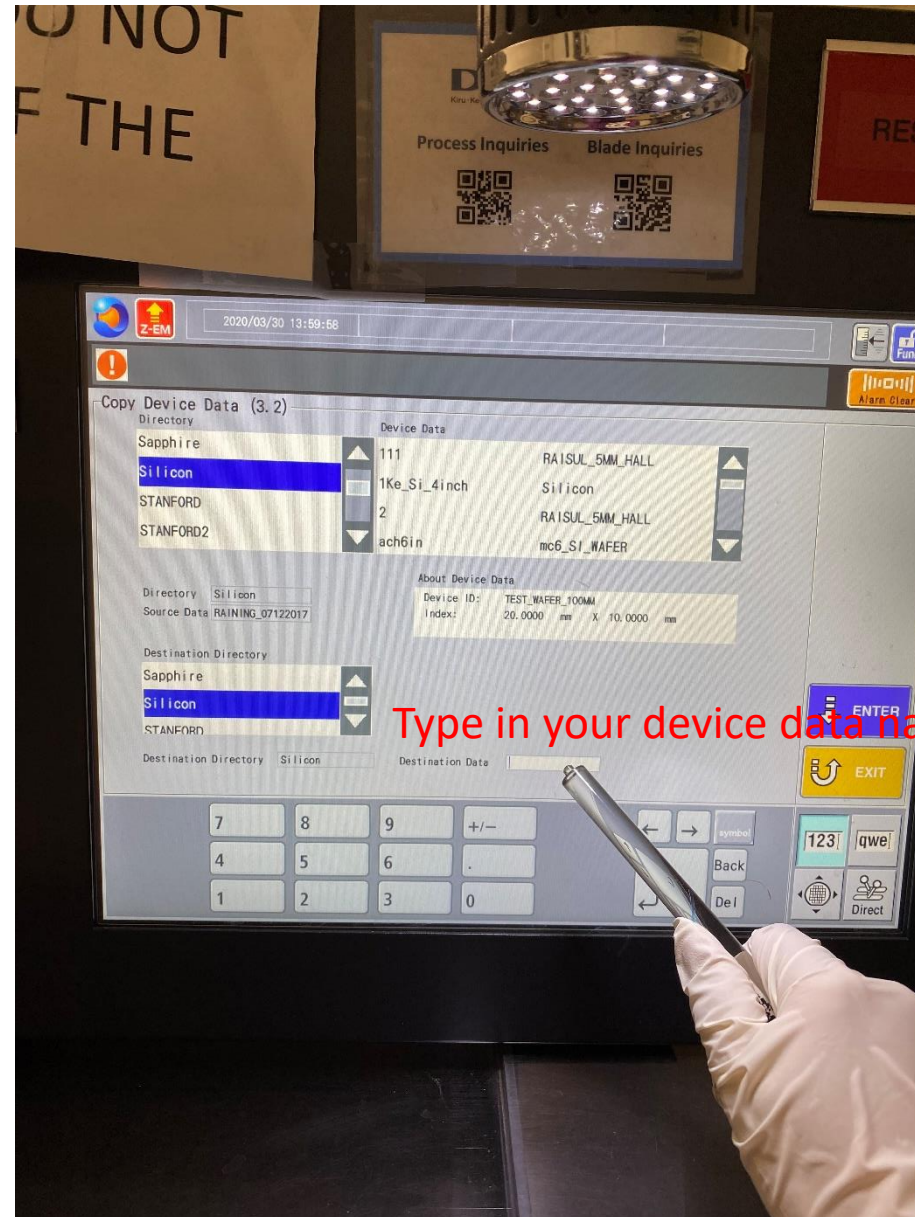 DO NOT
F THE
Process Inquiries Blade Inquiries
Z-EM
2020/03/30 13:59:58
Alarm Clear
Copy Device Data (3. 2)
Directory
Device Data
Sapphire
Silicon
STANFORD
STANFORD2
111 RAISUL_5MM_HALL
1Ke_Si_4inch Silicon
2 RAISUL_5MM_HALL
ach6in mc6_SI_WAFER
About Device Data
Directory Silicon
Device ID: TEST_WAFER_100MM
Source Data RAINING_07122017
Index: 20.0000 mm X 10.0000 mm
Destination Directory
Sapphire
Silicon
STANFORD
Type in your device data na
ENTER
Destination Directory Silicon Destination Data
EXIT
7 8 9 +/− ← → symbol
123 qwe
4 5 6 . Back
1 2 3 0 Del
Direct